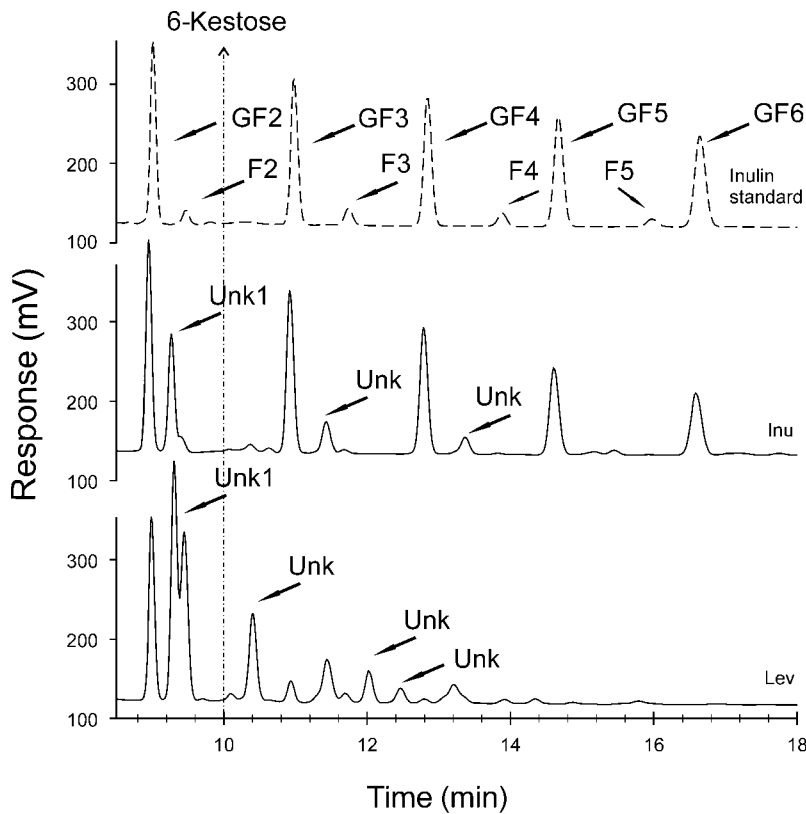 6-Kestose
300
200
100
GF2
GF3
GF4
GF5
GF6
F2
F3
F4
F5
Inulin
standard
Response (mV)
300
200
100
Unk1
Unk
Unk
Inu
300
200
100
Unk1
Unk
Unk
Unk
Lev
10
12
14
16
18
Time (min)